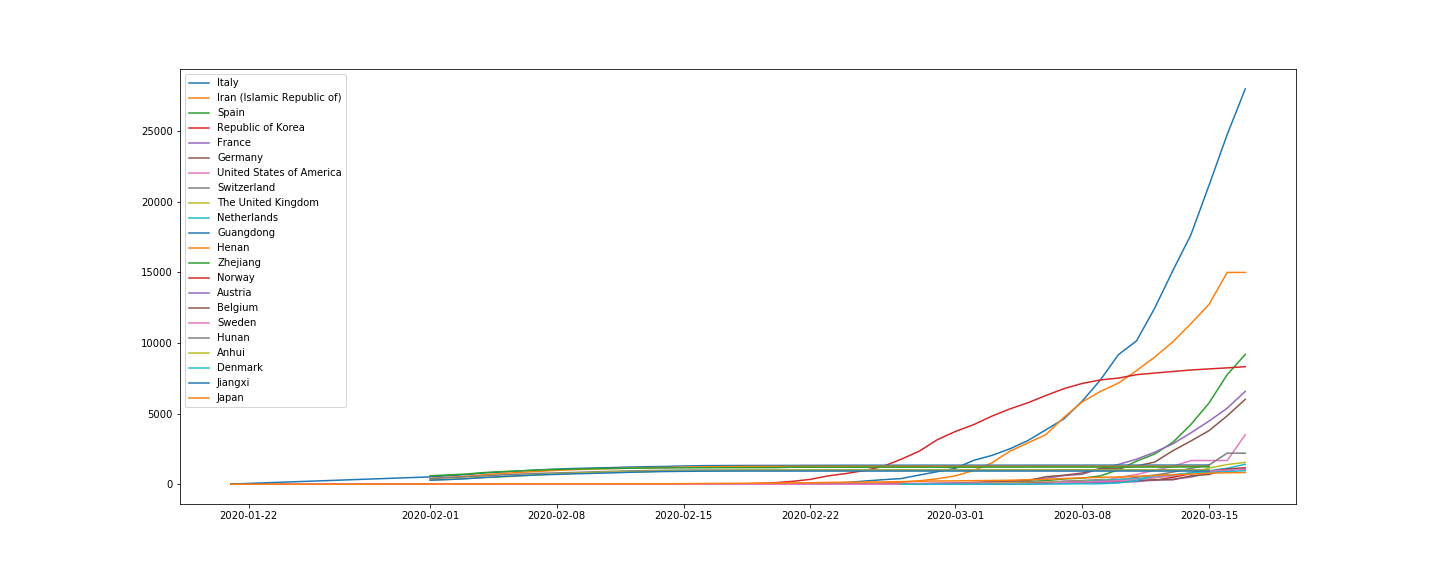 Italy
Iran (Islamic Republic of)
Spain
Republic of Korea
France
Germany
United States of America
Switzerland
The United Kingdom
Netherlands
Guangdong
Henan
Zhejiang
Norway
Austria
Belgium
Sweden
Hunan
Anhui
Denmark
Jiangxi
Japan
25000
20000
15000
10000
5000
0
2020-01-22 2020-02-01 2020-02-08 2020-02-15 2020-02-22 2020-03-01 2020-03-08 2020-03-15